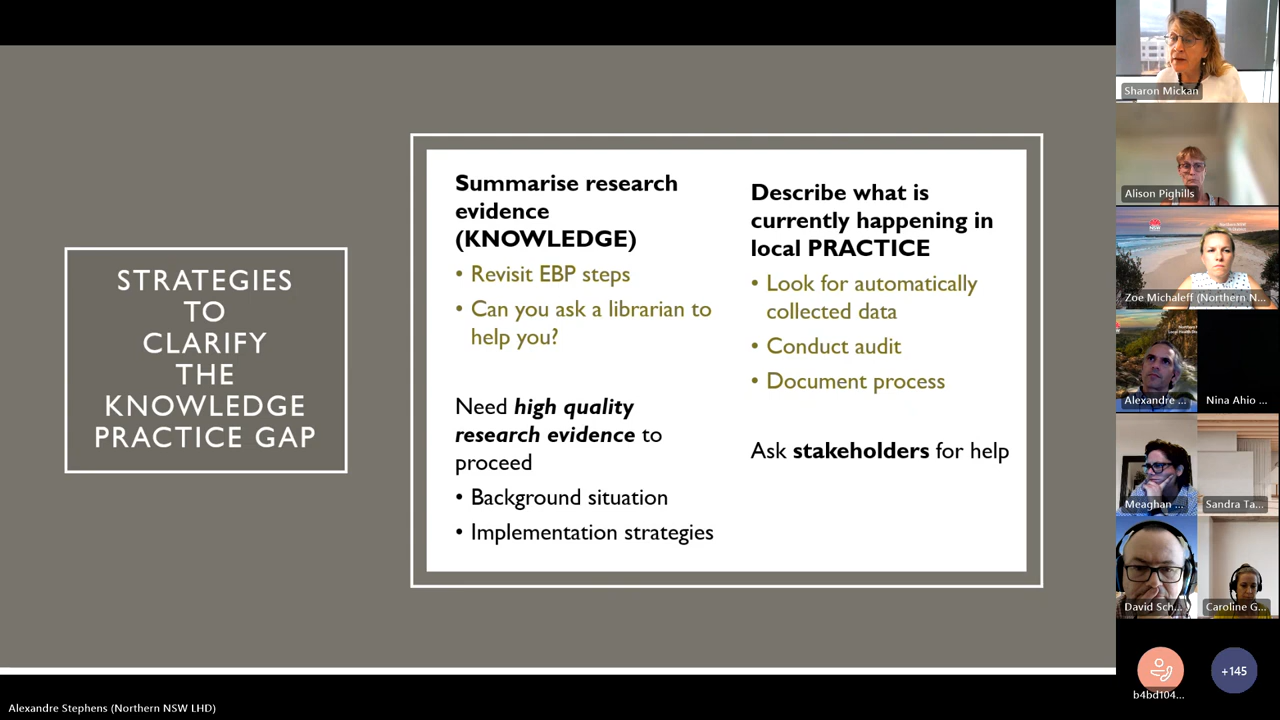 STRATEGIES
TO
CLARIFY
THE
KNOWLEDGE
PRACTICE GAP
Summarise research
evidence
(KNOWLEDGE)
• Revisit EBP steps
• Can you ask a librarian to
help you?
Need high quality
research evidence to
proceed
• Background situation
• Implementation strategies
Describe what is
currently happening in
local PRACTICE
• Look for automatically
collected data
• Conduct audit
• Document process
Ask stakeholders for help
Sharon Mickan
Alison Pighills
Zoe Michaleff (Northern N...
Alexandre ...
Nina Ahio ...
Meaghan ...
Sandra Ta...
David Sch...
Caroline G...
b4bd104...
+145
Alexandre Stephens (Northern NSW LHD)